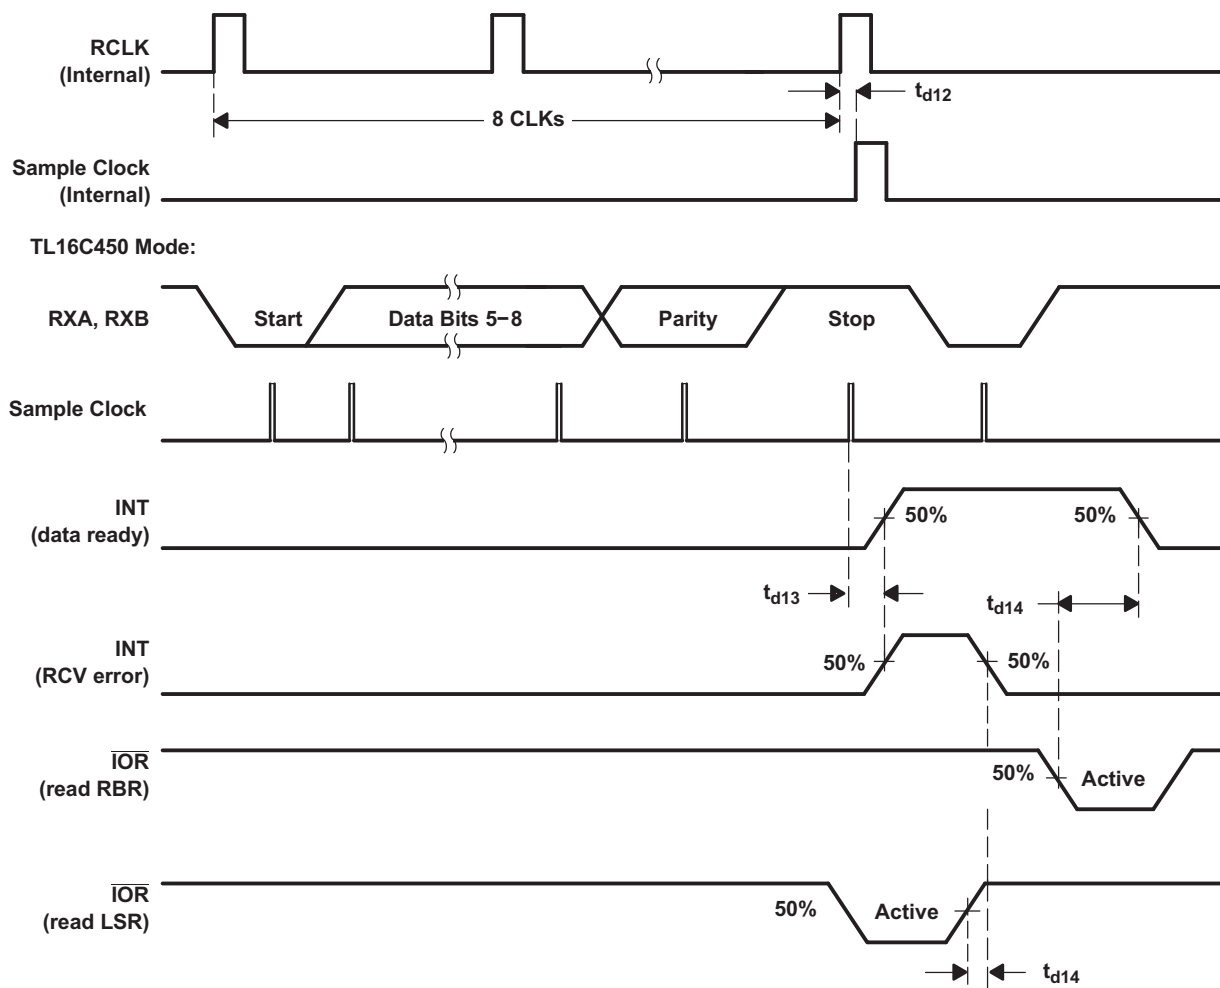 RCLK
(Internal)
t_d12
8 CLKs
Sample Clock
(Internal)
TL16C450 Mode:
RXA, RXB
Start
Data Bits 5−8
Parity
Stop
Sample Clock
INT
(data ready)
50%
50%
t_d13
t_d14
INT
(RCV error)
50%
50%
I̅O̅R̅
(read RBR)
50%
Active
I̅O̅R̅
(read LSR)
50%
Active
t_d14